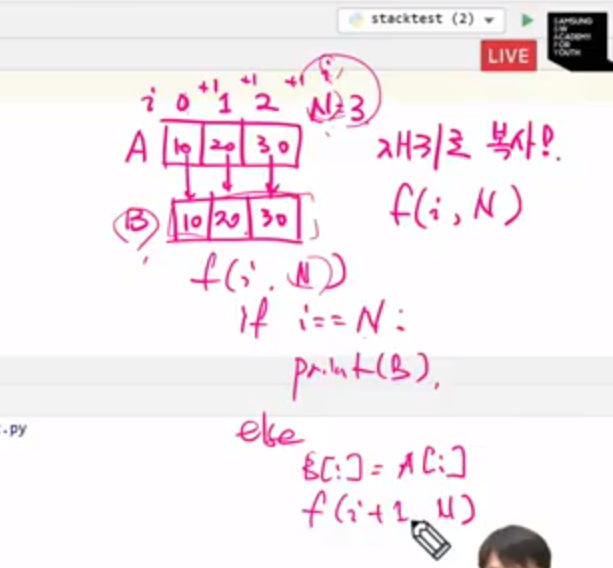 stacktest (2)
LIVE
SAMSUNG
SW
ACADEMY
FOR
YOUTH
i 0 +1 1 +1 2 +1 i
N=3
A 10 20 30
재귀로 복사!
B 10 20 30
f(i, N)
f(i, N)
if i==N:
print(B)
.py
else
B[i] = A[i]
f(i+1, N)